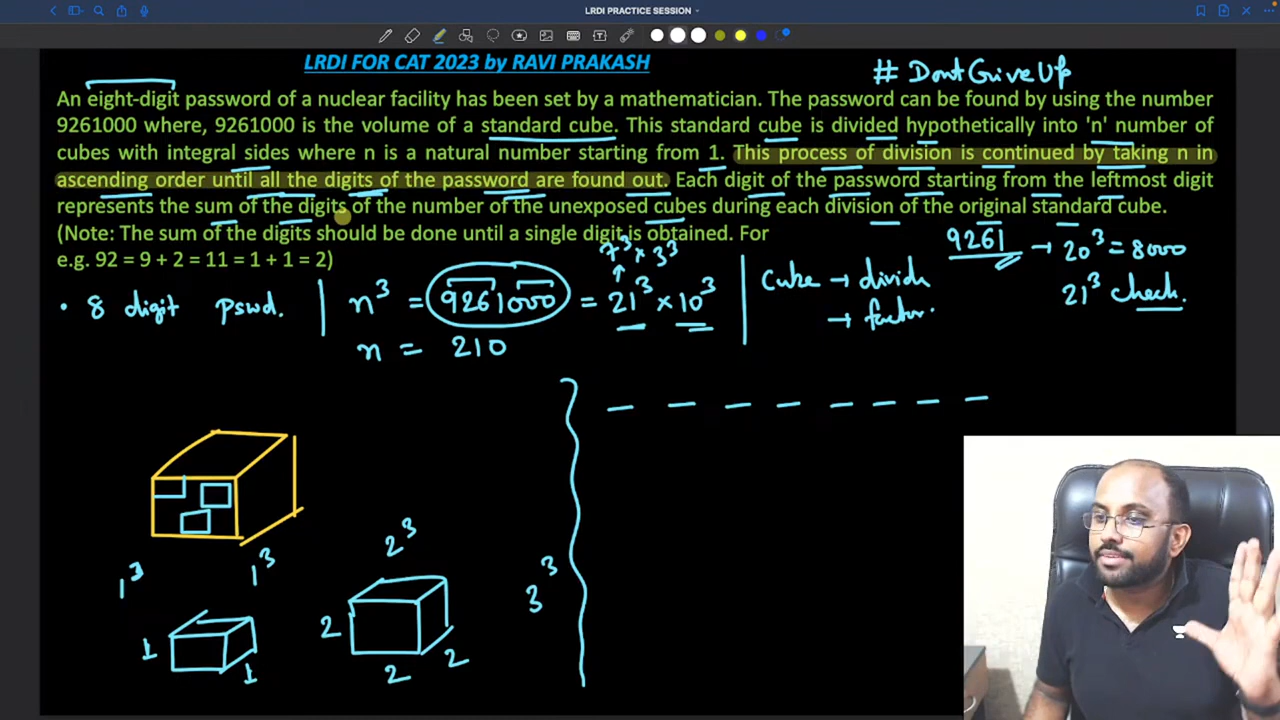 LRDI PRACTICE SESSION
LRDI FOR CAT 2023 by RAVI PRAKASH
# Dont Give Up
An eight-digit password of a nuclear facility has been set by a mathematician. The password can be found by using the number
9261000 where, 9261000 is the volume of a standard cube. This standard cube is divided hypothetically into 'n' number of
cubes with integral sides where n is a natural number starting from 1. This process of division is continued by taking n in
ascending order until all the digits of the password are found out. Each digit of the password starting from the leftmost digit
represents the sum of the digits of the number of the unexposed cubes during each division of the original standard cube.
(Note: The sum of the digits should be done until a single digit is obtained. For
e.g. 92 = 9 + 2 = 11 = 1 + 1 = 2)
9261 → 20³ = 8000
21³ check.
7³ × 3³
• 8 digit pswd.
n³ = 9261000 = 21³ × 10³
n = 210
Cube → divide
→ factor.
1³
1³
2³
3³
1
1
2
2
2